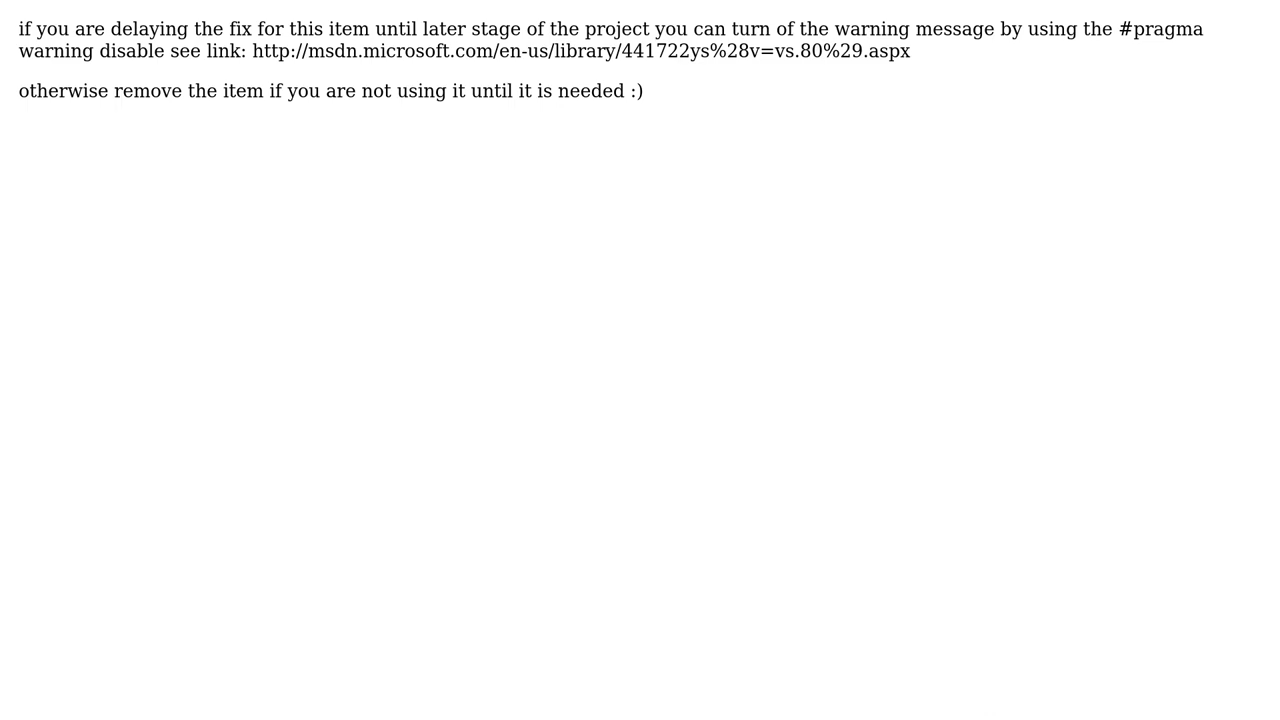 if you are delaying the fix for this item until later stage of the project you can turn of the warning message by using the #pragma
warning disable see link: http://msdn.microsoft.com/en-us/library/441722ys%28v=vs.80%29.aspx
otherwise remove the item if you are not using it until it is needed :)